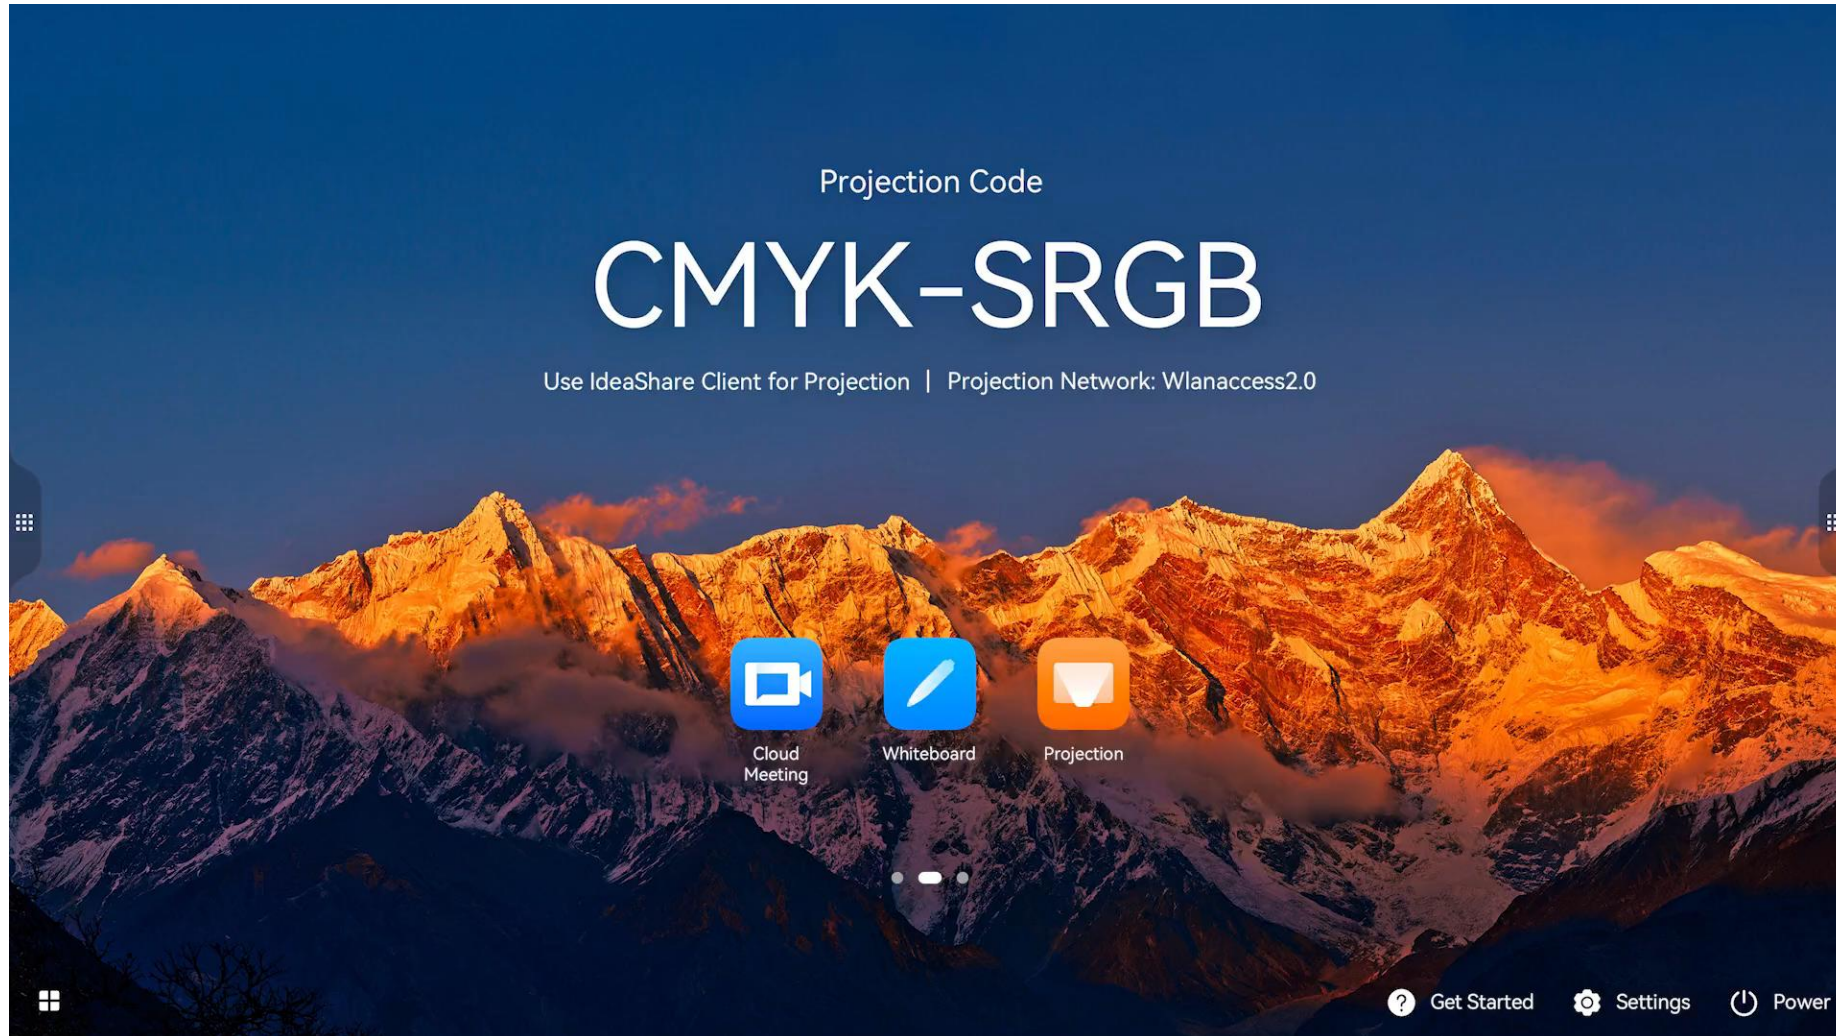 Projection Code
CMYK-SRGB
Use IdeaShare Client for Projection | Projection Network: Wlanaccess2.0
Cloud
Meeting
Whiteboard
Projection
Get Started
Settings
Power